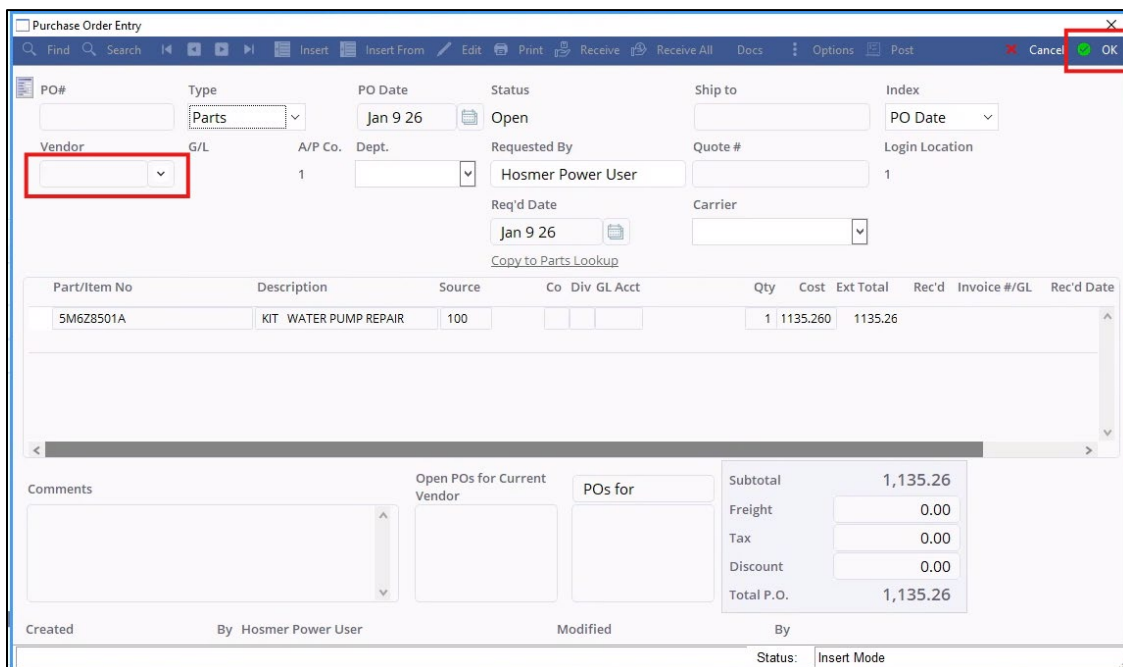 Purchase Order Entry
Find Search Insert Insert From Edit Print Receive Receive All Docs Options Post Cancel OK
PO# Type PO Date Status Ship to Index
Parts Jan 9 26 Open PO Date
Vendor G/L A/P Co. Dept. Requested By Quote # Login Location
1 Hosmer Power User 1
Req'd Date Carrier
Jan 9 26
Copy to Parts Lookup
Part/Item No Description Source Co Div GL Acct Qty Cost Ext Total Rec'd Invoice #/GL Rec'd Date
5M6Z8501A KIT WATER PUMP REPAIR 100 1 1135.260 1135.26
Comments Open POs for Current Vendor POs for Subtotal 1,135.26
Freight 0.00
Tax 0.00
Discount 0.00
Total P.O. 1,135.26
Created By Hosmer Power User Modified By
Status: Insert Mode